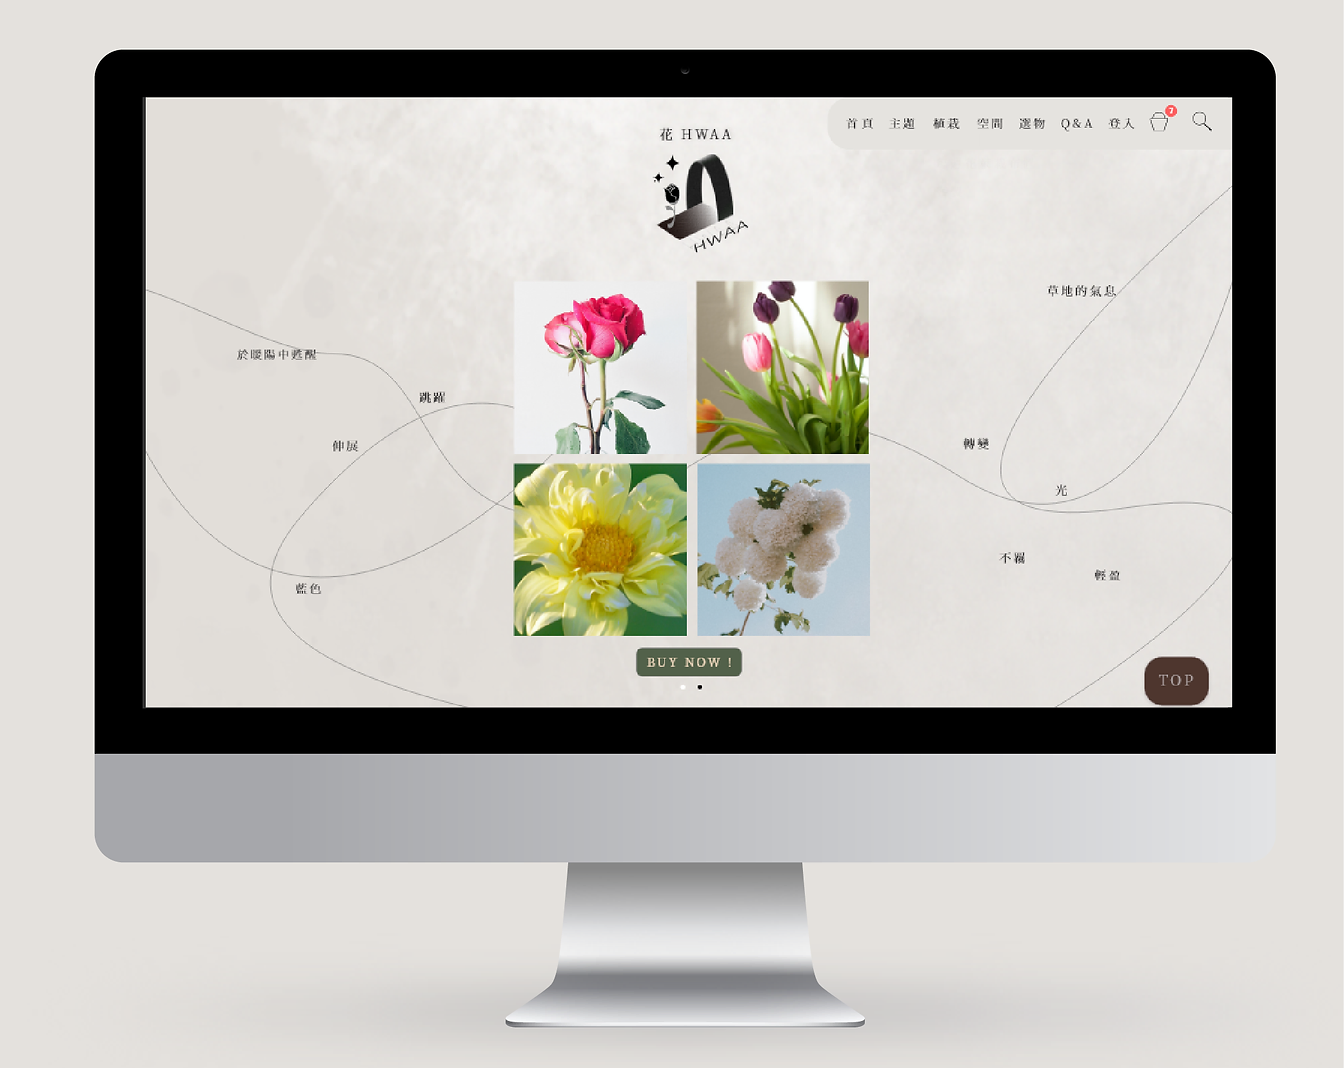 花 HWAA
首頁 主題 植栽 空間 選物 Q&A 登入
7
HWAA
草地的氣息
於暖陽中甦醒
跳躍
伸展
轉變
光
不羈
輕盈
藍色
BUY NOW !
TOP